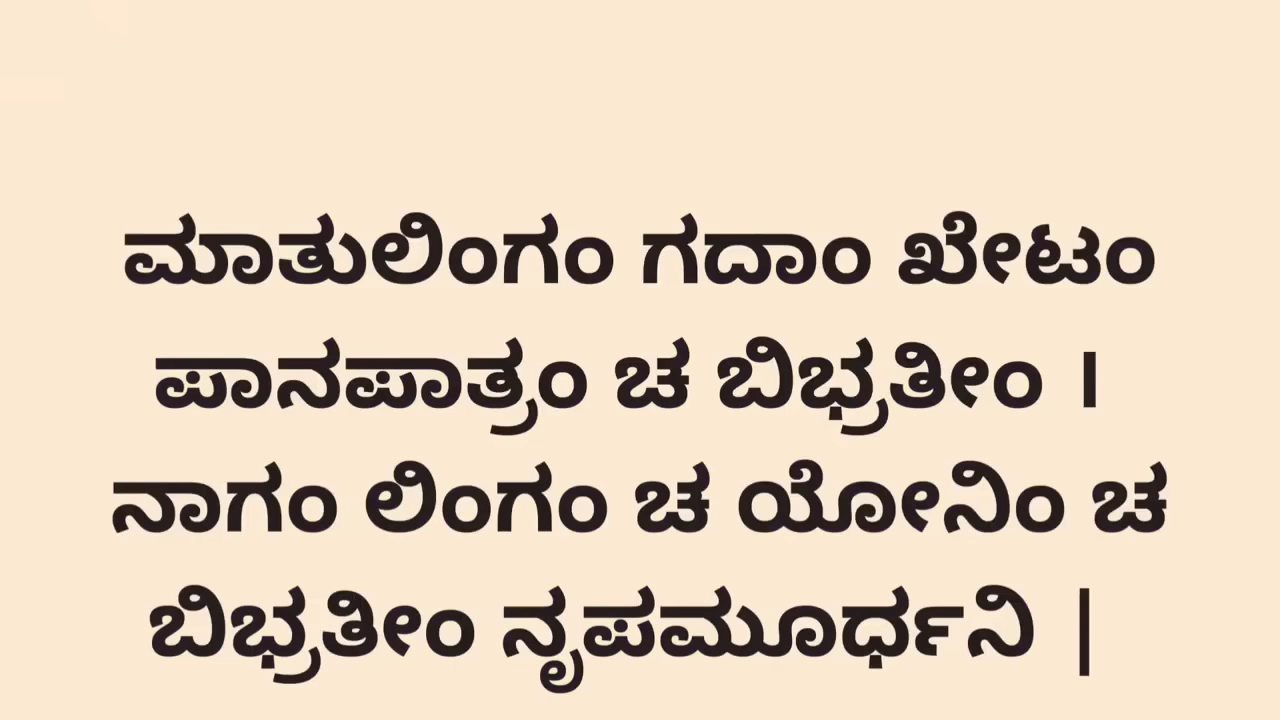 ಮಾತುಲಿಂಗಂ ಗದಾಂ ಖೇಟಂ
ಪಾನಪಾತ್ರಂ ಚ ಬಿಭ್ರತೀಂ ।
ನಾಗಂ ಲಿಂಗಂ ಚ ಯೋನಿಂ ಚ
ಬಿಭ್ರತೀಂ ನೃಪಮೂರ್ಧನಿ |